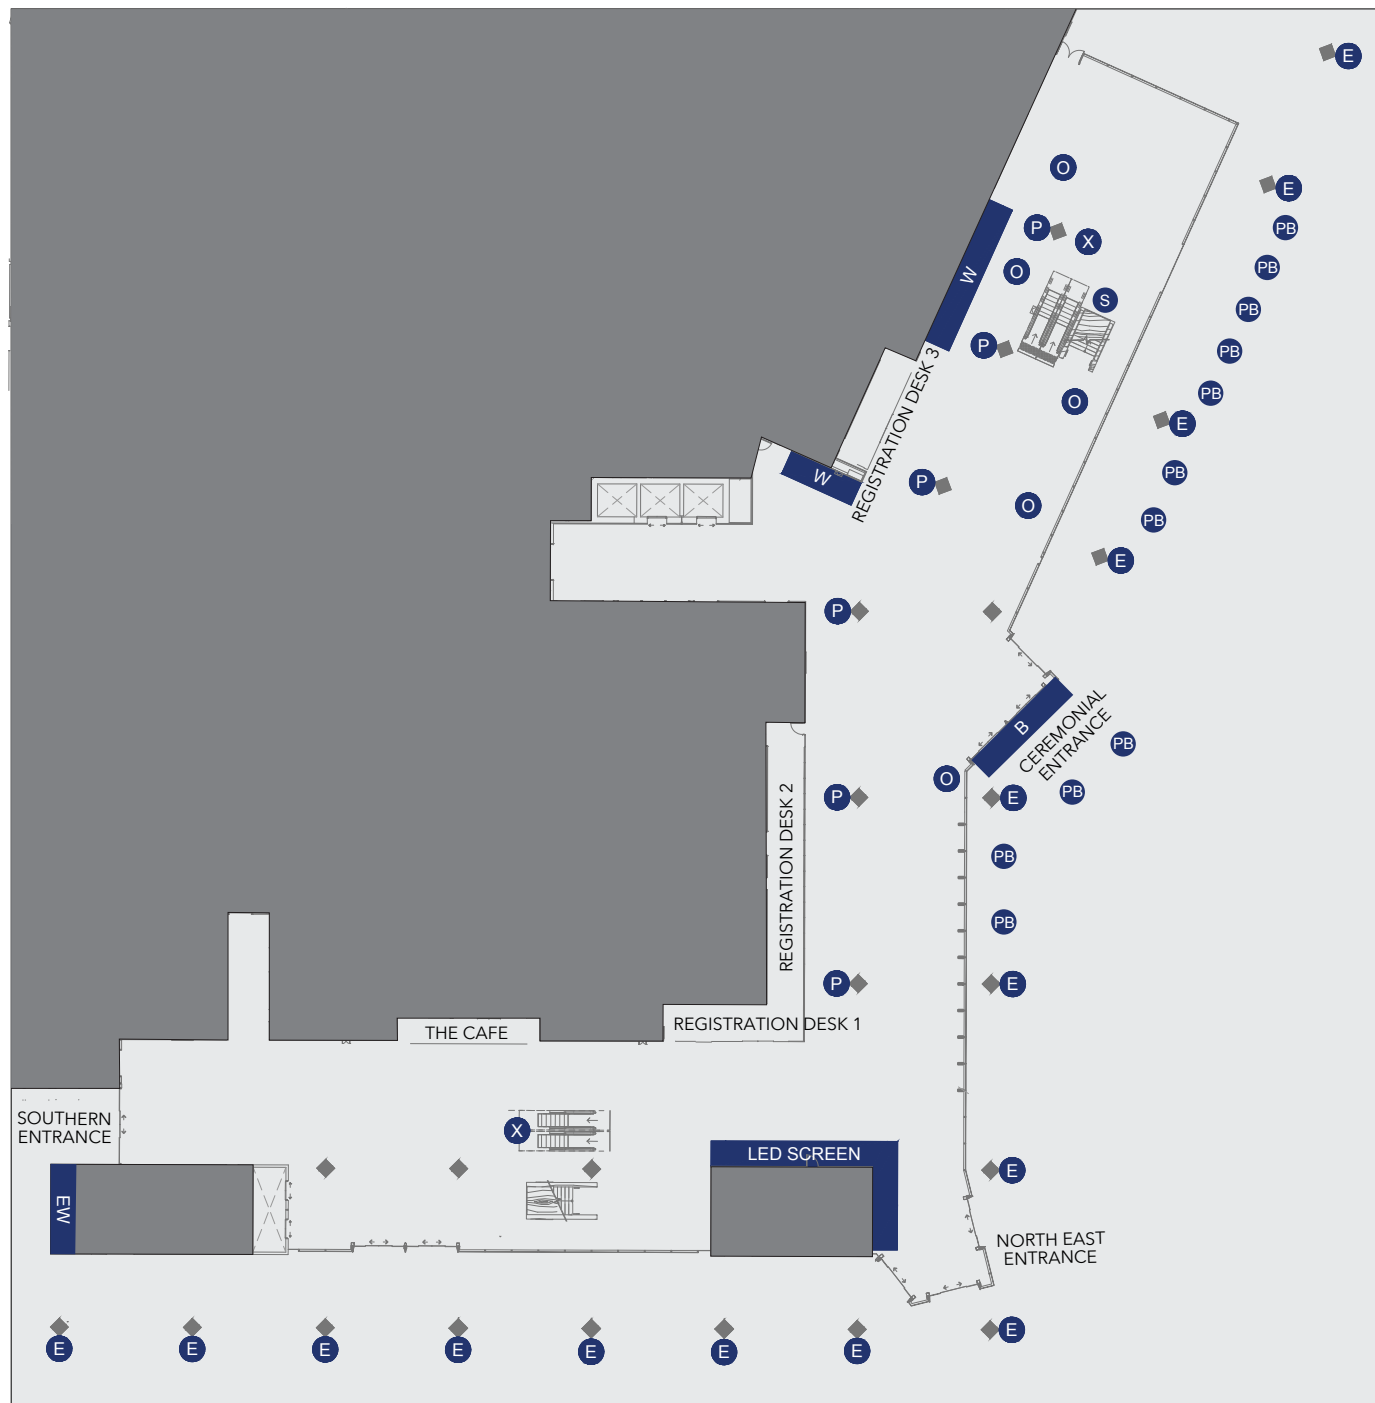 E
E
O
P
X
PB
O
W
PB
S
PB
P
PB
REGISTRATION DESK 3
PB
O
E
PB
W
P
O
PB
E
P
B
CEREMONIAL
ENTRANCE
PB
O
PB
P
E
REGISTRATION DESK 2
PB
PB
P
E
REGISTRATION DESK 1
THE CAFE
SOUTHERN
ENTRANCE
X
LED SCREEN
E
EW
NORTH EAST
ENTRANCE
E
E
E
E
E
E
E
E